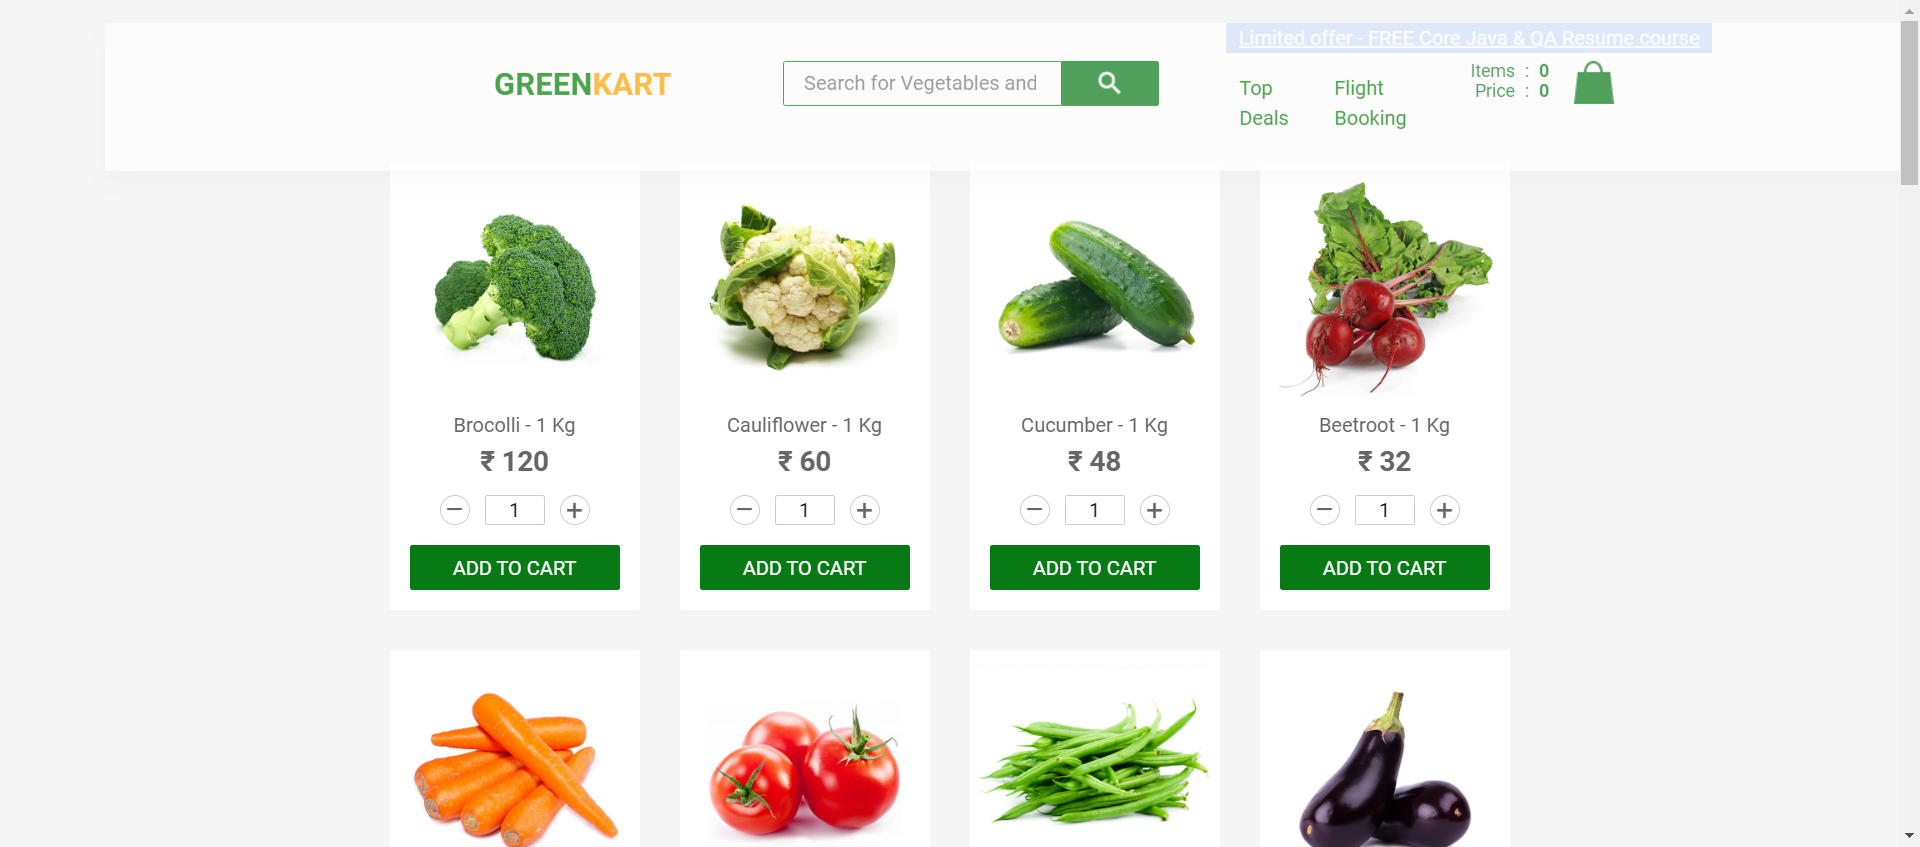 Limited offer - FREE Core Java & QA Resume course
GREENKART
Search for Vegetables and
Top Deals
Flight Booking
Items : 0
Price : 0
Brocolli - 1 Kg
₹ 120
1
ADD TO CART
Cauliflower - 1 Kg
₹ 60
1
ADD TO CART
Cucumber - 1 Kg
₹ 48
1
ADD TO CART
Beetroot - 1 Kg
₹ 32
1
ADD TO CART